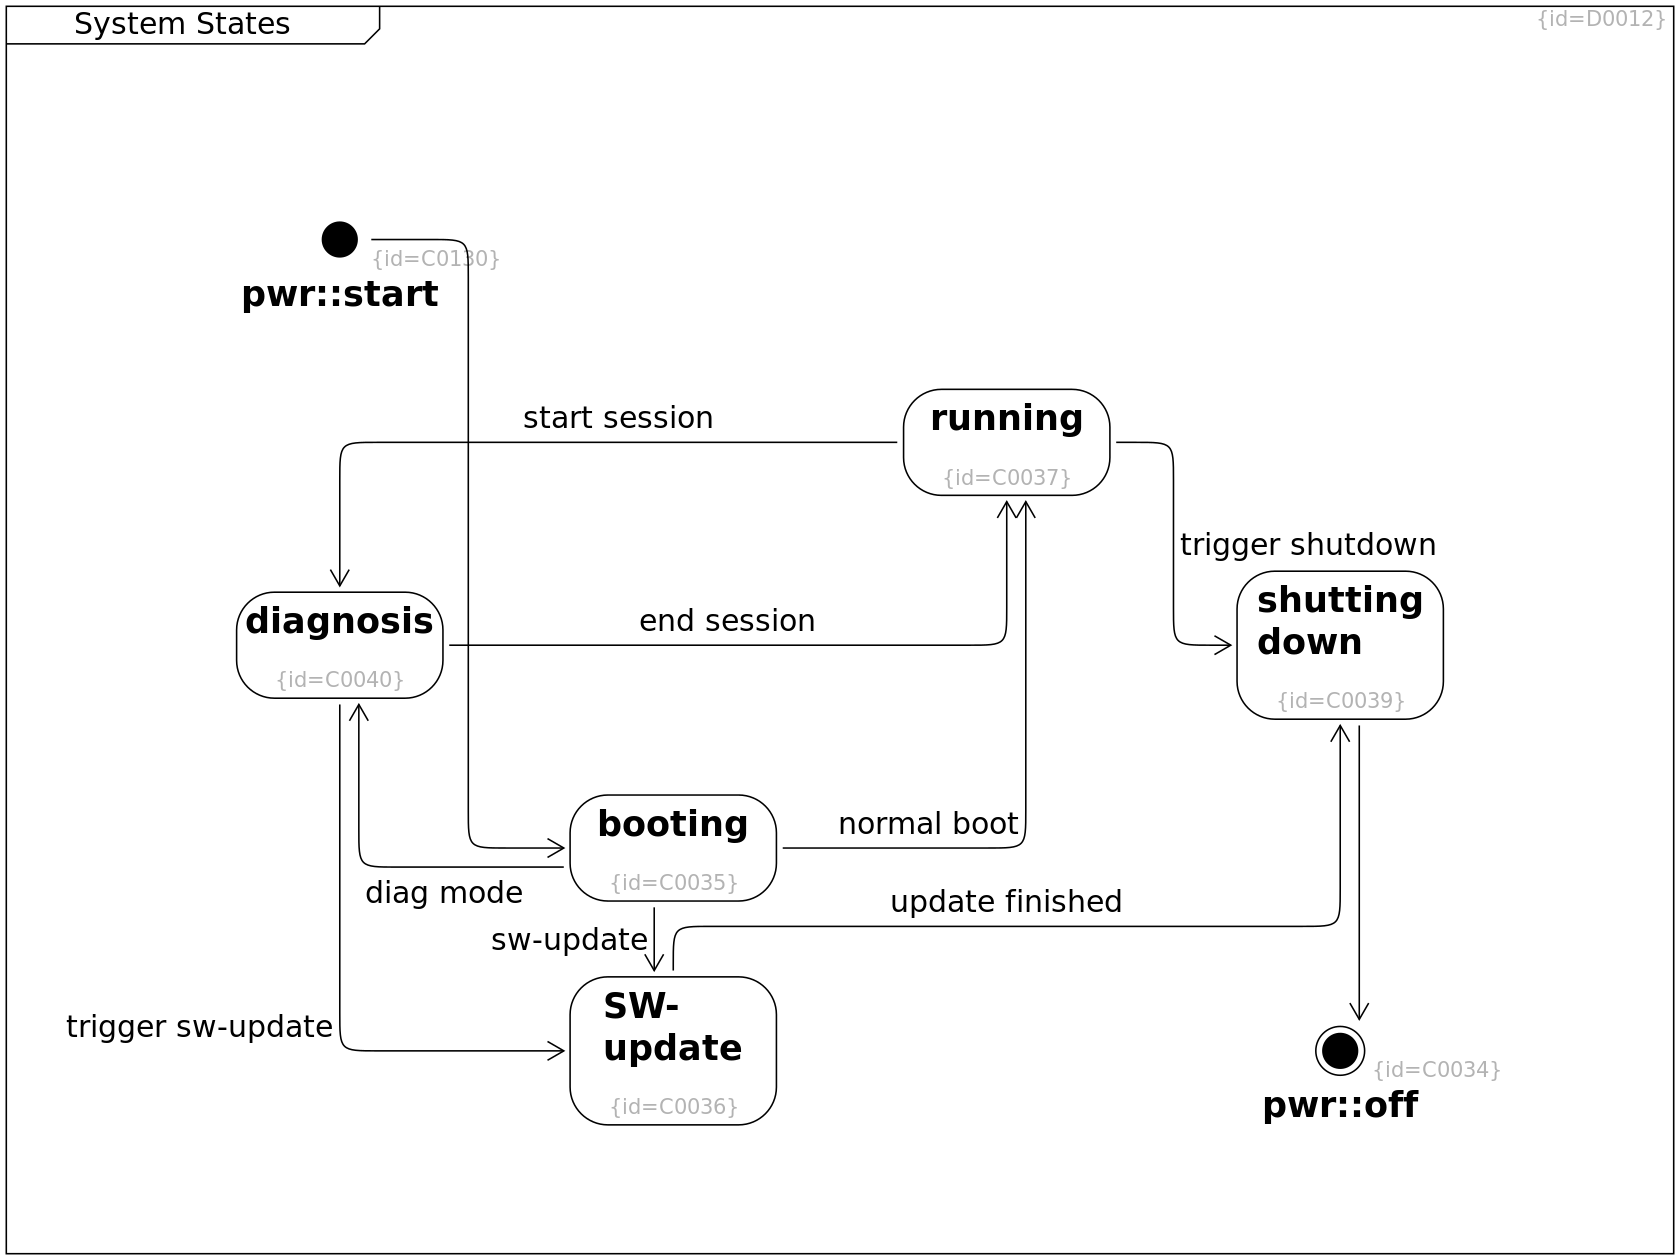 System States
{id=D0012}
{id=C0130}
pwr::start
start session
running
{id=C0037}
trigger shutdown
shutting
down
{id=C0039}
diagnosis
{id=C0040}
end session
booting
{id=C0035}
normal boot
diag mode
update finished
sw-update
SW-
update
{id=C0036}
trigger sw-update
{id=C0034}
pwr::off